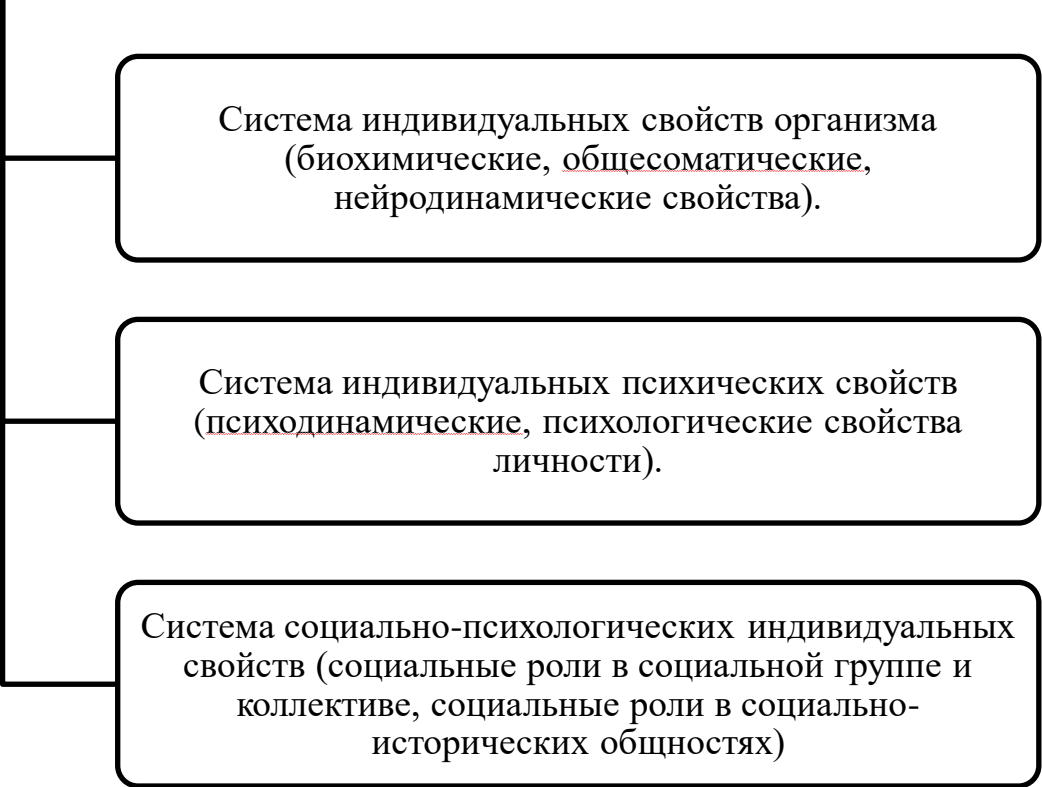 Система индивидуальных свойств организма
(биохимические, общесоматические,
нейродинамические свойства).
Система индивидуальных психических свойств
(психодинамические, психологические свойства
личности).
Система социально-психологических индивидуальных
свойств (социальные роли в социальной группе и
коллективе, социальные роли в социально-
исторических общностях)